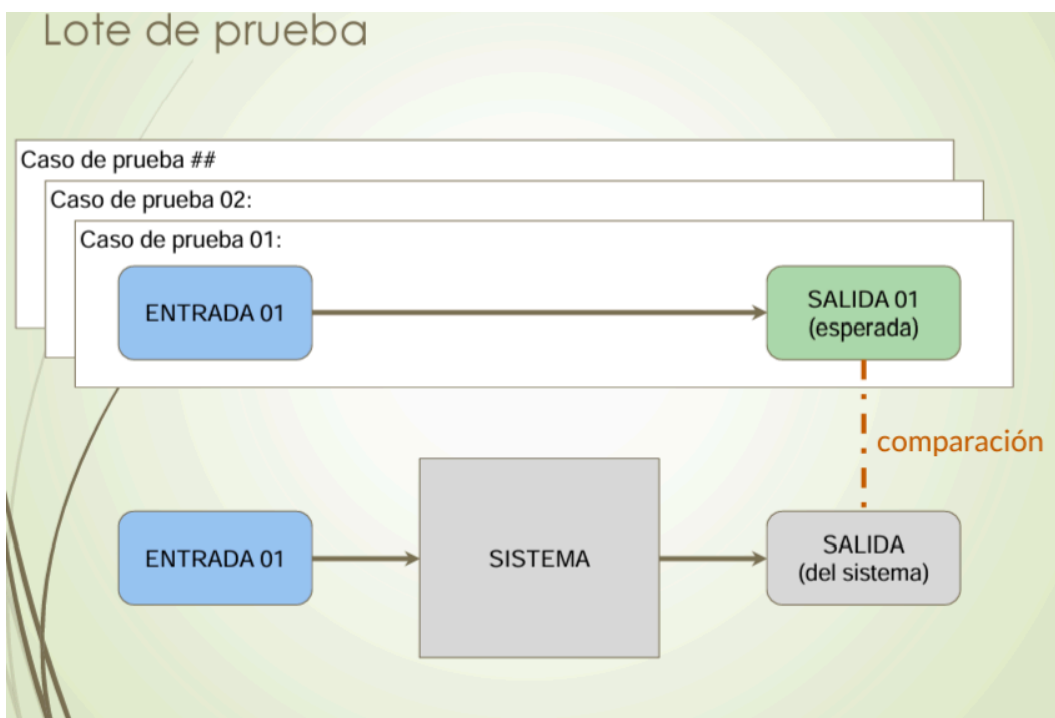 Lote de prueba
Caso de prueba ##
Caso de prueba 02:
Caso de prueba 01:
ENTRADA 01
SALIDA 01
(esperada)
comparación
ENTRADA 01
SISTEMA
SALIDA
(del sistema)